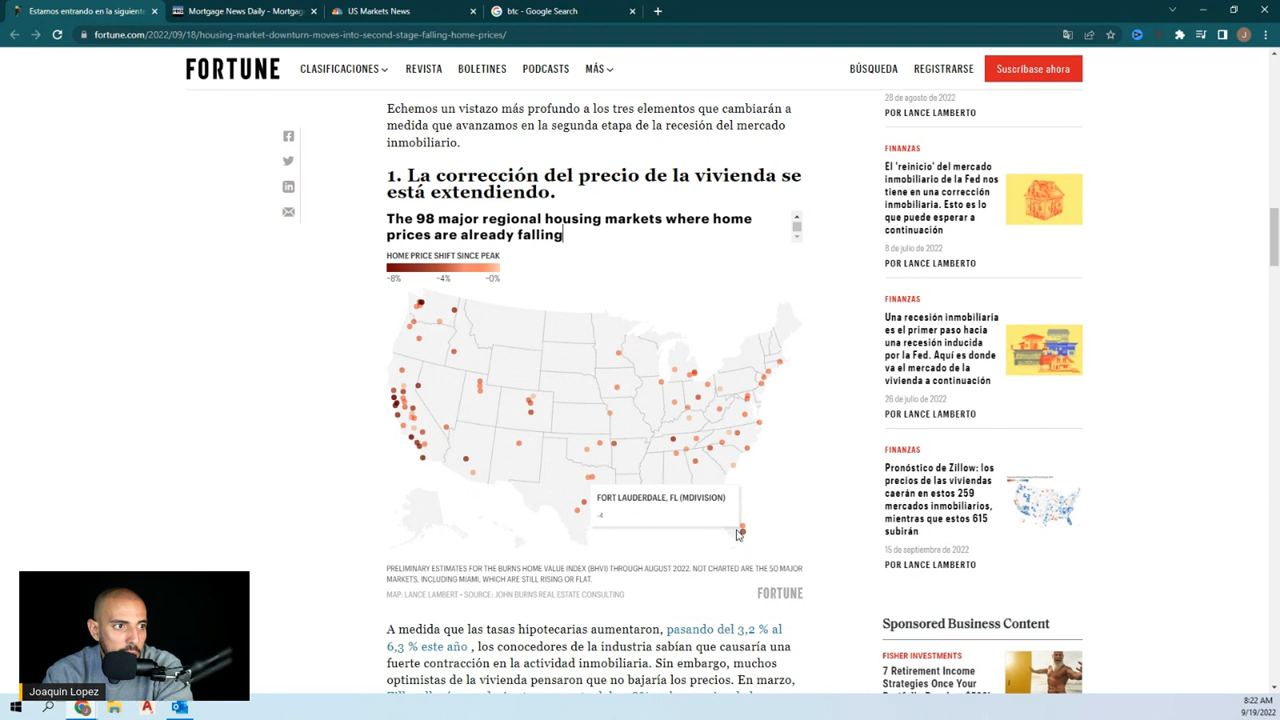 Estamos entrando en la siguiente
Mortgage News Daily - Mortgag
US Markets News
btc - Google Search
fortune.com/2022/09/18/housing-market-downturn-moves-into-second-stage-falling-home-prices/
FORTUNE
CLASIFICACIONES
REVISTA
BOLETINES
PODCASTS
MÁS
BÚSQUEDA
REGISTRARSE
Suscríbase ahora
Echemos un vistazo más profundo a los tres elementos que cambiarán a
medida que avanzamos en la segunda etapa de la recesión del mercado
inmobiliario.
1. La corrección del precio de la vivienda se
está extendiendo.
The 98 major regional housing markets where home
prices are already falling
HOME PRICE SHIFT SINCE PEAK
-8%
-4%
-0%
FORT LAUDERDALE, FL (MDIVISION)
-4
PRELIMINARY ESTIMATES FOR THE BURNS HOME VALUE INDEX (BHVI) THROUGH AUGUST 2022. NOT CHARTED ARE THE 50 MAJOR
MARKETS, INCLUDING MIAMI, WHICH ARE STILL RISING OR FLAT.
MAP: LANCE LAMBERT • SOURCE: JOHN BURNS REAL ESTATE CONSULTING
FORTUNE
A medida que las tasas hipotecarias aumentaron, pasando del 3,2 % al
6,3 % este año , los conocedores de la industria sabían que causaría una
fuerte contracción en la actividad inmobiliaria. Sin embargo, muchos
optimistas de la vivienda pensaron que no bajaría los precios. En marzo,
28 de agosto de 2022
POR LANCE LAMBERTO
FINANZAS
El 'reinicio' del mercado
inmobiliario de la Fed nos
tiene en una corrección
inmobiliaria. Esto es lo
que puede esperar a
continuación
8 de julio de 2022
POR LANCE LAMBERTO
FINANZAS
Una recesión inmobiliaria
es el primer paso hacia
una recesión inducida
por la Fed. Aquí es donde
va el mercado de la
vivienda a continuación
26 de julio de 2022
POR LANCE LAMBERTO
FINANZAS
Pronóstico de Zillow: los
precios de las viviendas
caerán en estos 259
mercados inmobiliarios,
mientras que estos 615
subirán
15 de septiembre de 2022
POR LANCE LAMBERTO
Sponsored Business Content
FISHER INVESTMENTS
7 Retirement Income
Strategies Once Your
Joaquin Lopez
8:22 AM
9/19/2022